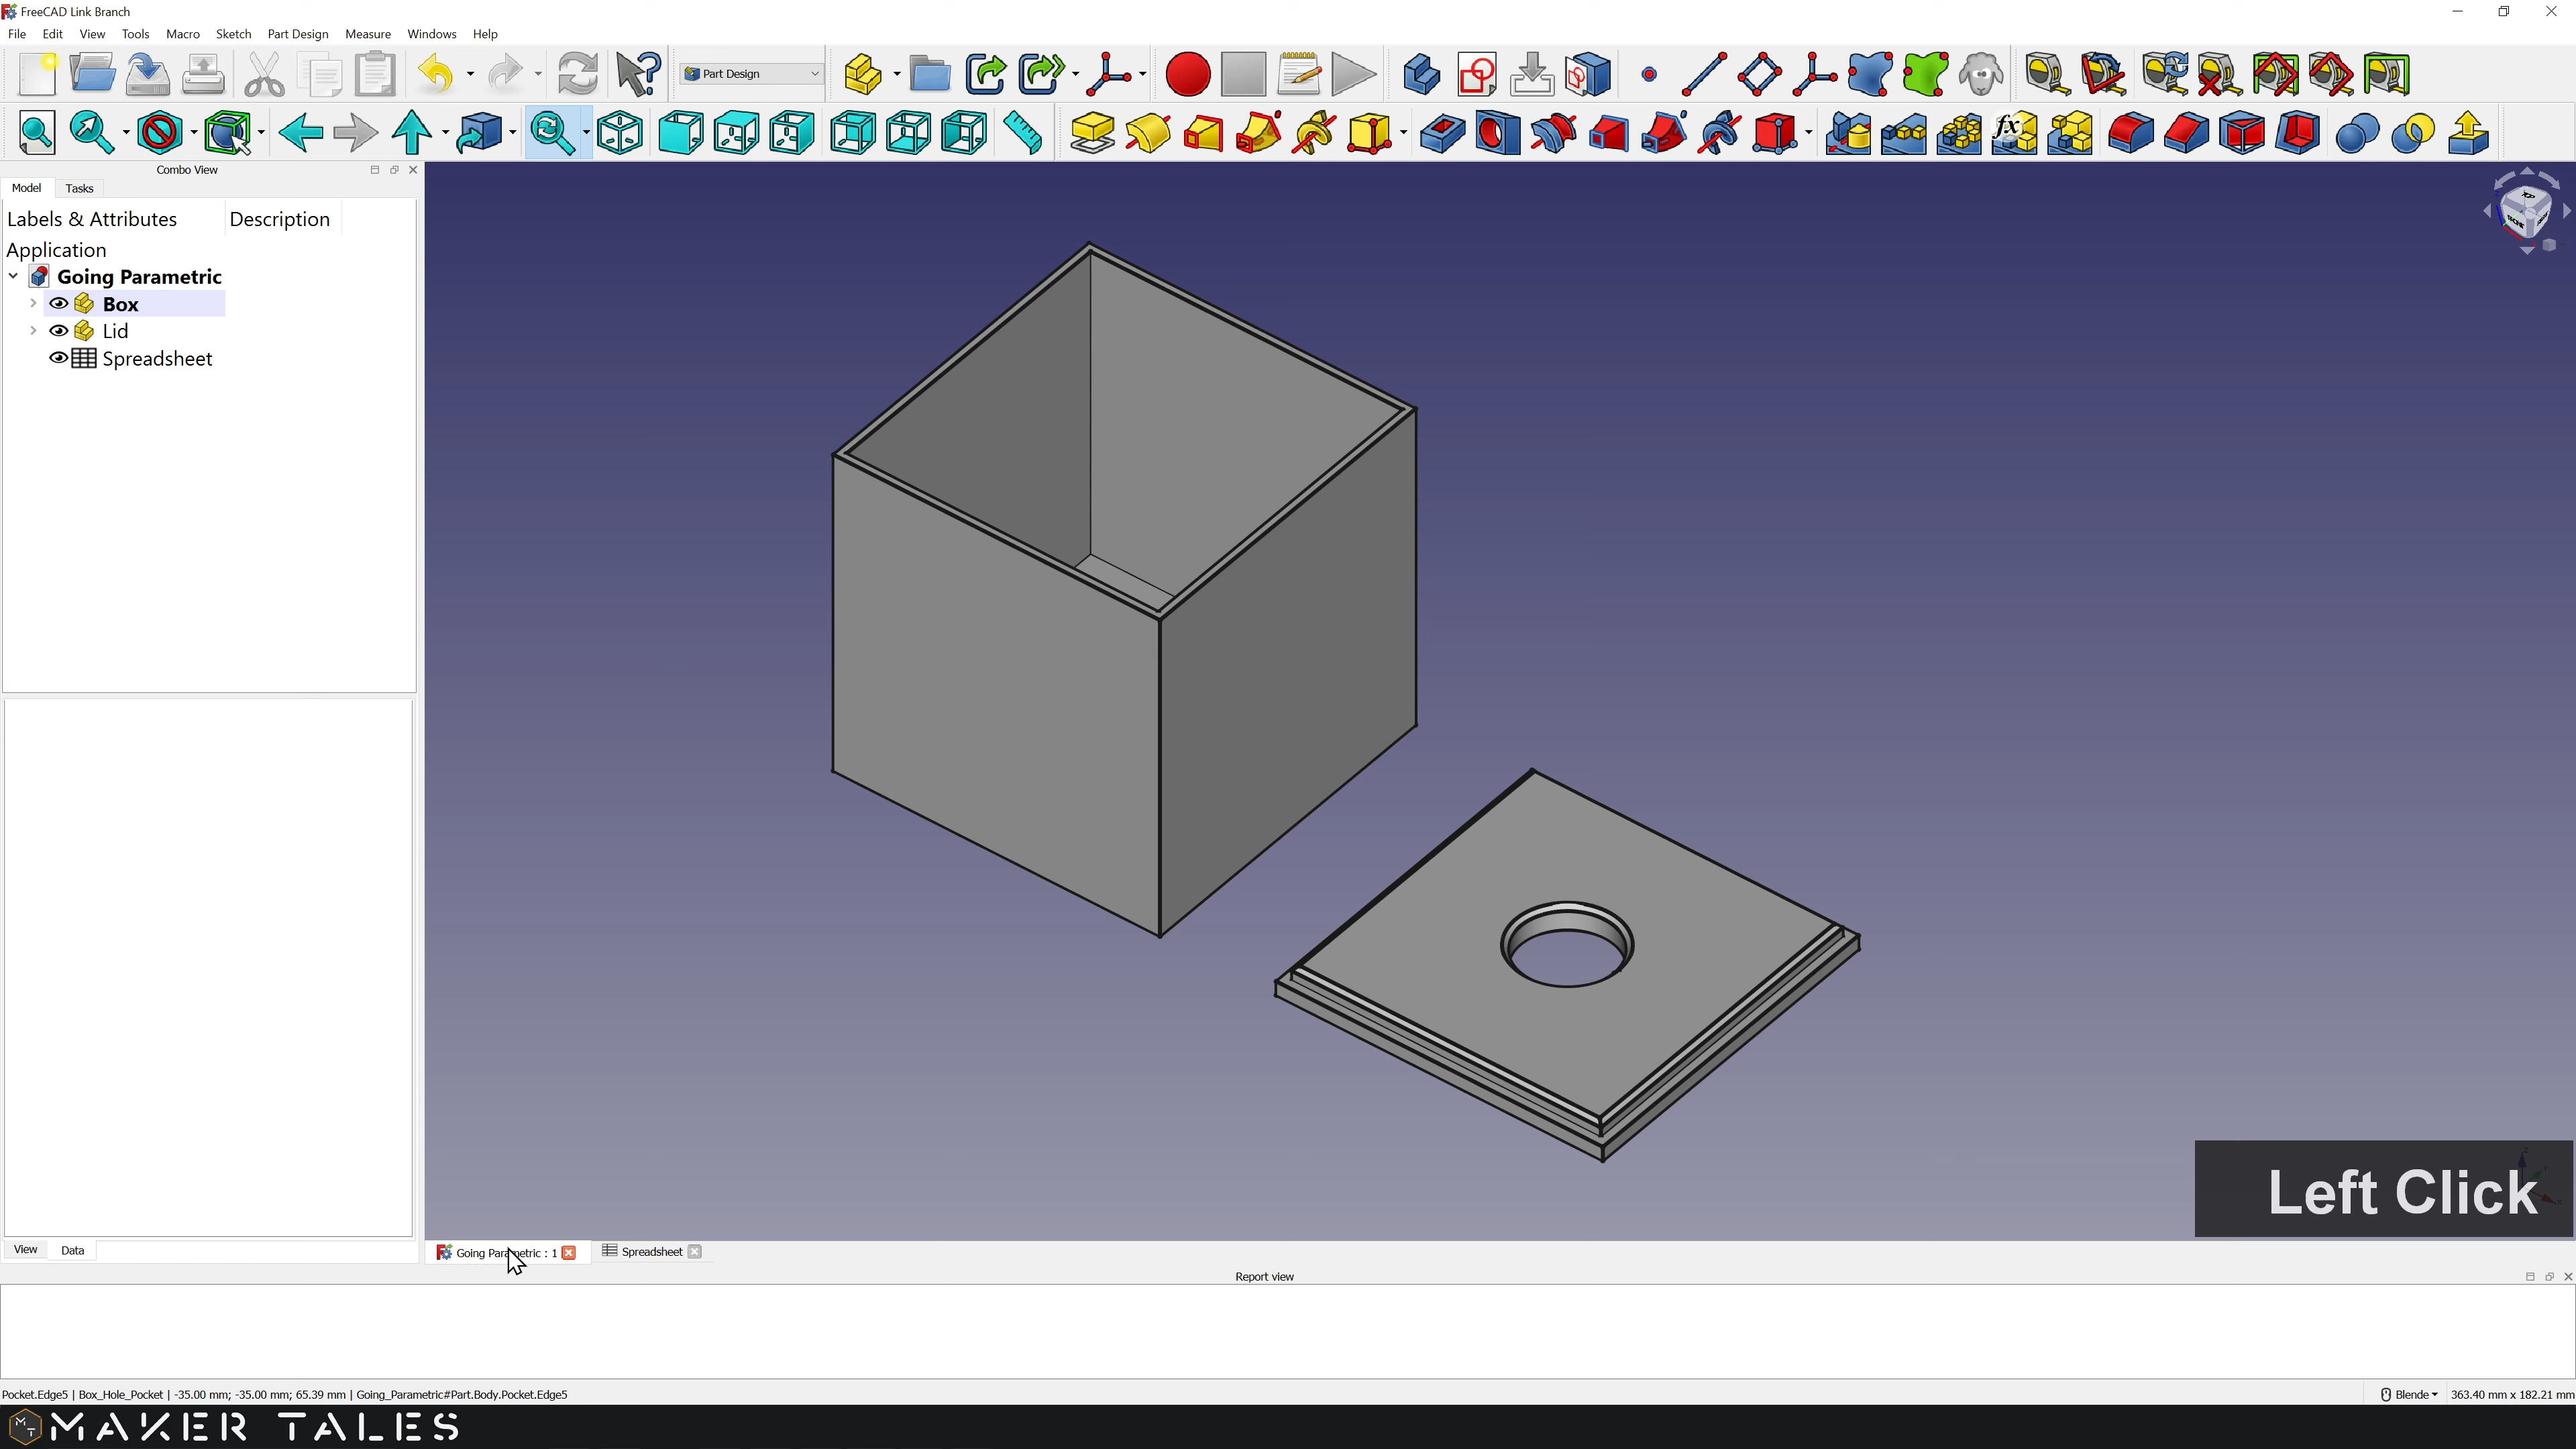 FreeCAD Link Branch
File Edit View Tools Macro Sketch Part Design Measure Windows Help
Part Design
fx
Combo View
Model Tasks
Labels & Attributes Description
Application
Going Parametric
Box
Lid
Spreadsheet
Left Click
View Data
Going Parametric : 1 Spreadsheet
Report view
Pocket.Edge5 | Box_Hole_Pocket | -35.00 mm; -35.00 mm; 65.39 mm | Going_Parametric#Part.Body.Pocket.Edge5
Blende 363.40 mm x 182.21 mm
MT MAKER TALES